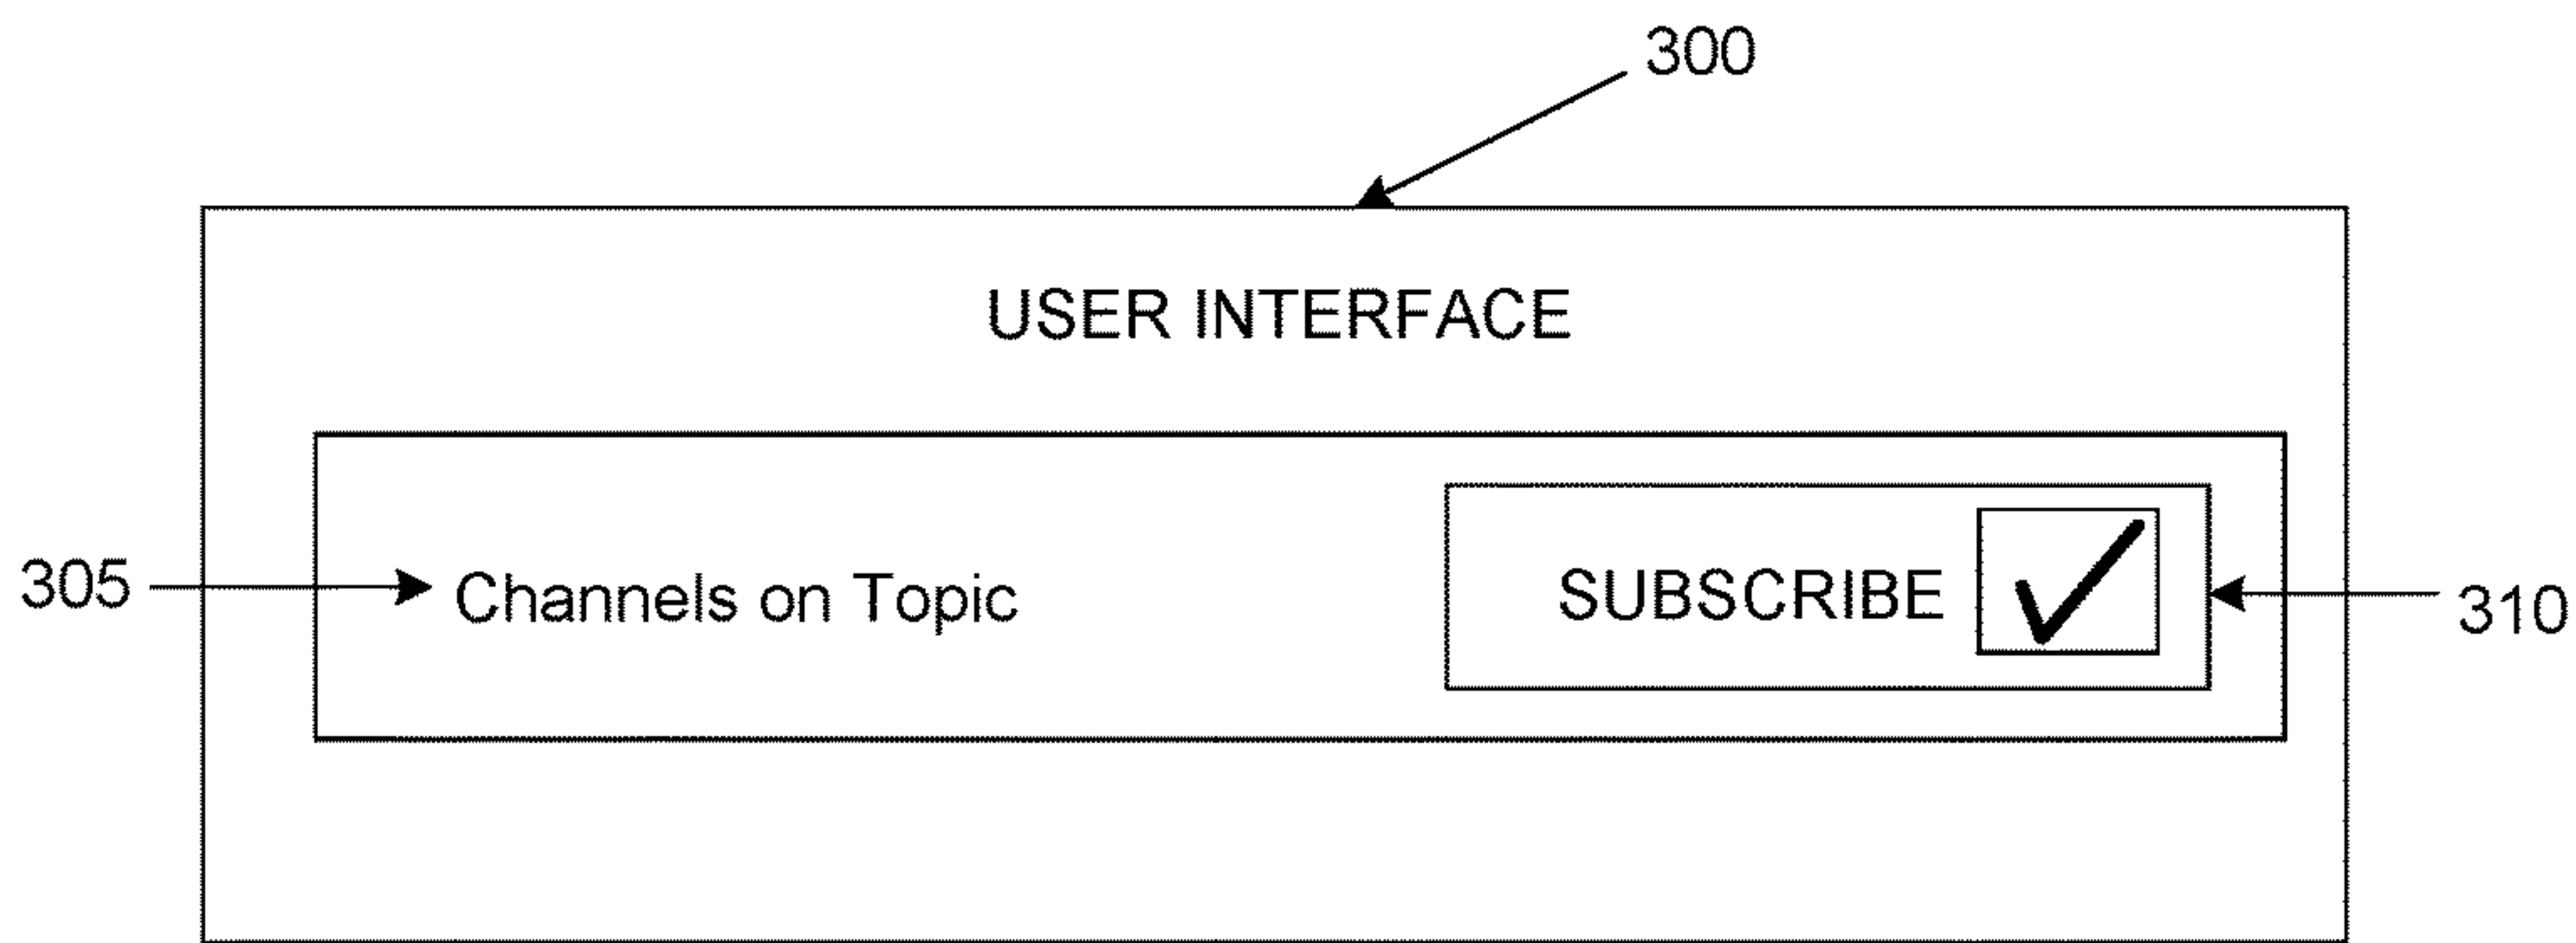 300
USER INTERFACE
305
Channels on Topic
SUBSCRIBE
310